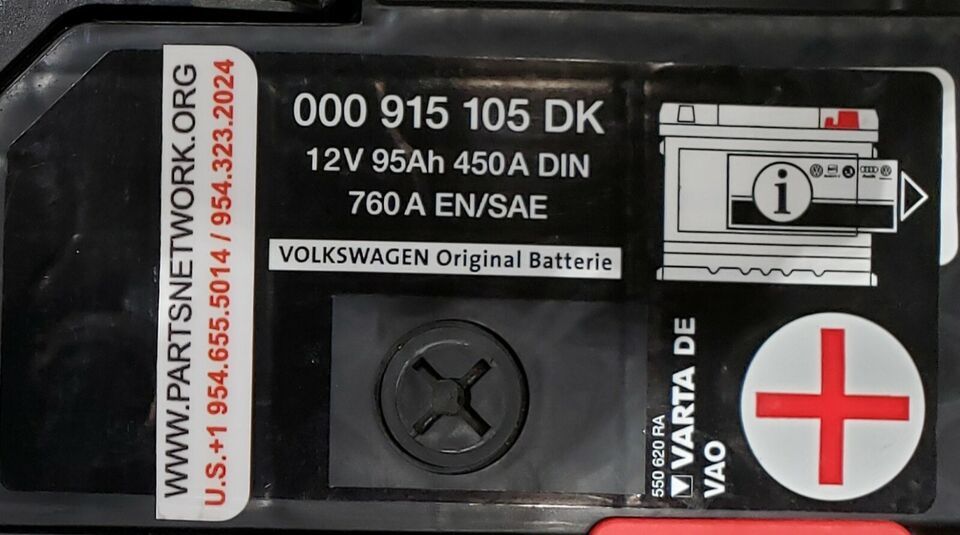 WWW.PARTSNETWORK.ORG
U.S.+1 954.655.5014 / 954.323.2024
000 915 105 DK
12V 95Ah 450A DIN
760A EN/SAE
VOLKSWAGEN Original Batterie
i
550 620 RA
VARTA DE
VAO